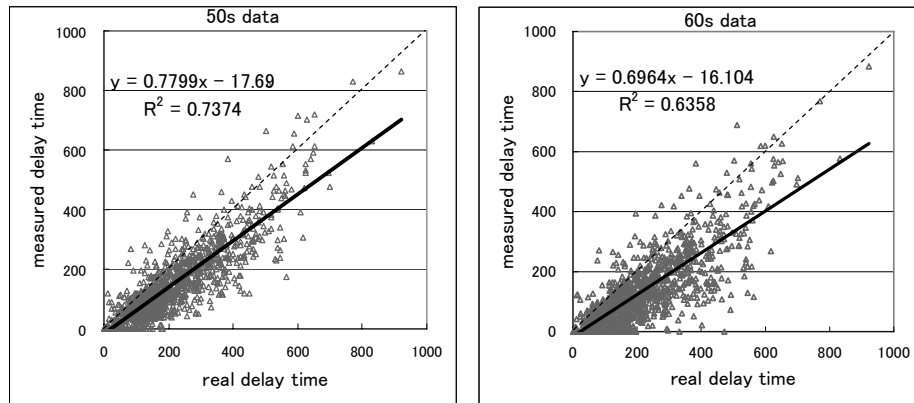 50s data
1000
800
600
400
200
0
measured delay time
y = 0.7799x − 17.69
R² = 0.7374
0 200 400 600 800 1000
real delay time
60s data
1000
800
600
400
200
0
measured delay time
y = 0.6964x − 16.104
R² = 0.6358
0 200 400 600 800 1000
real delay time